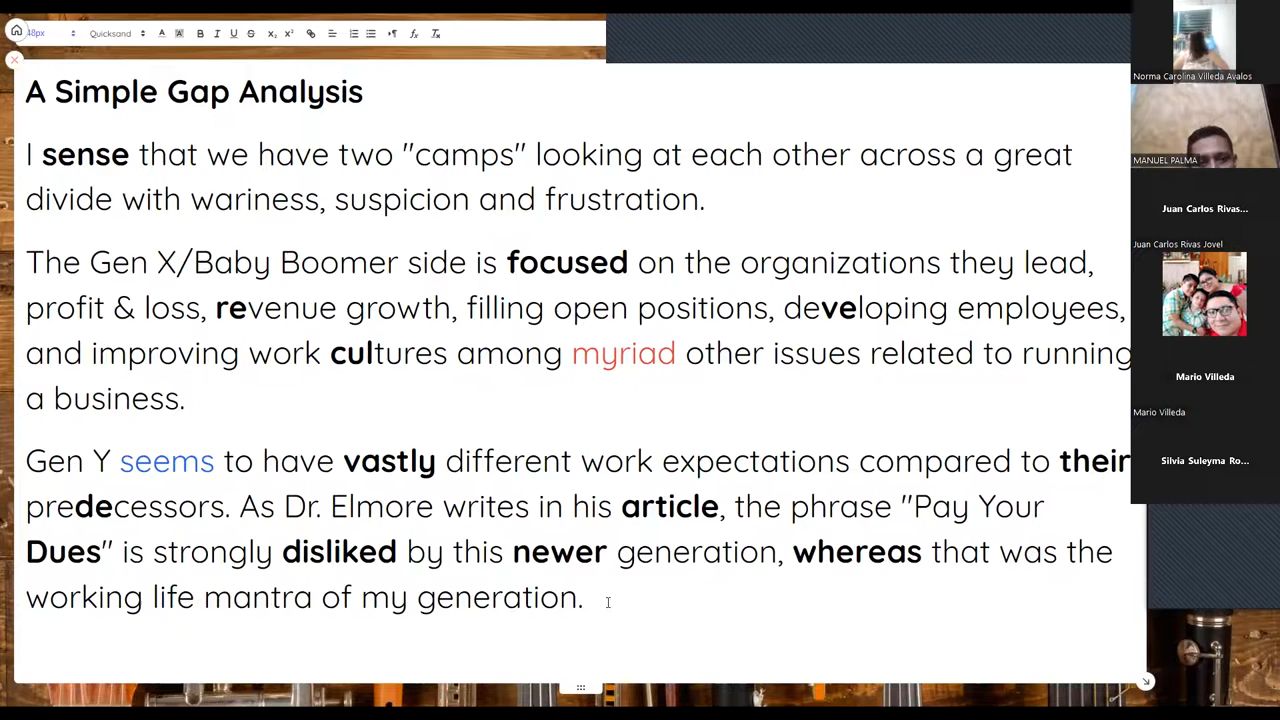 48px Quicksand
A Simple Gap Analysis
I sense that we have two "camps" looking at each other across a great
divide with wariness, suspicion and frustration.
The Gen X/Baby Boomer side is focused on the organizations they lead,
profit & loss, revenue growth, filling open positions, developing employees,
and improving work cultures among myriad other issues related to running
a business.
Gen Y seems to have vastly different work expectations compared to their
predecessors. As Dr. Elmore writes in his article, the phrase "Pay Your
Dues" is strongly disliked by this newer generation, whereas that was the
working life mantra of my generation.
Norma Carolina Villeda Avalos
MANUEL PALMA
Juan Carlos Rivas...
Juan Carlos Rivas Jovel
Mario Villeda
Mario Villeda
Silvia Suleyma Ro...